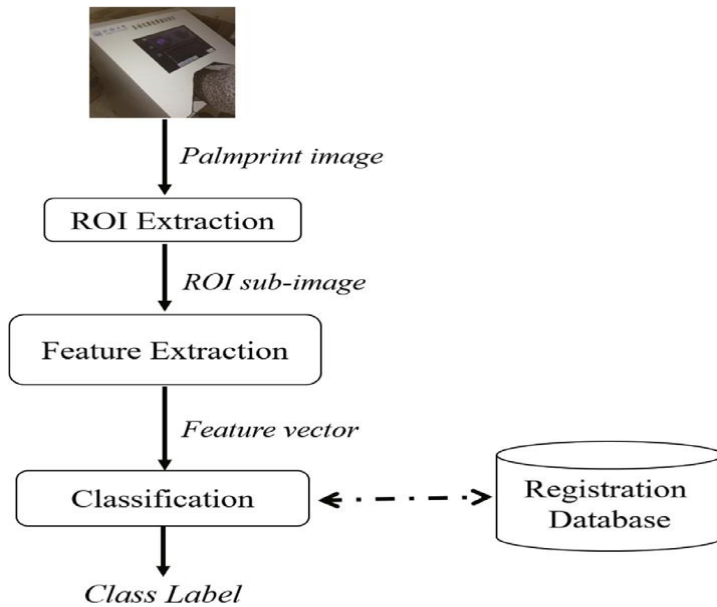 Palmprint image
ROI Extraction
ROI sub-image
Feature Extraction
Feature vector
Classification
Registration
Database
Class Label